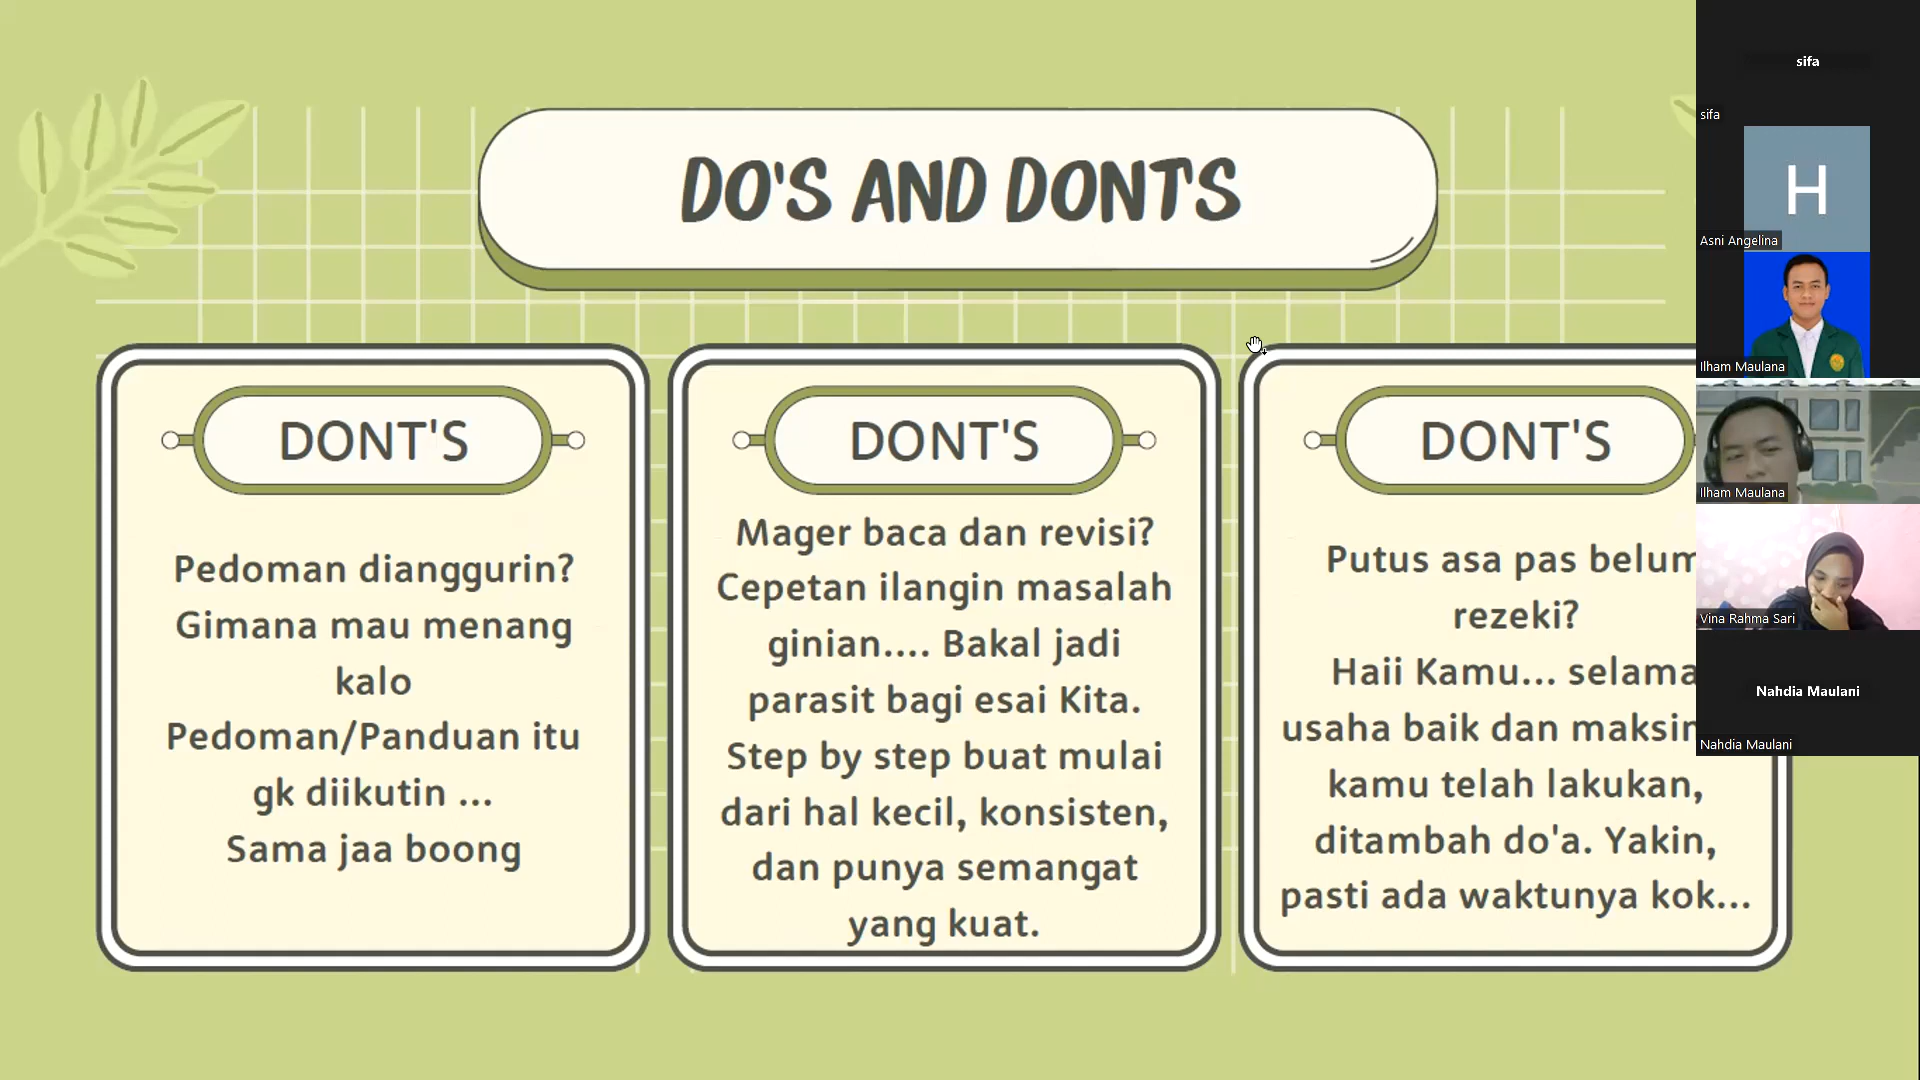 DO'S AND DONT'S
DONT'S
Pedoman dianggurin?
Gimana mau menang
kalo
Pedoman/Panduan itu
gk diikutin ...
Sama jaa boong
DONT'S
Mager baca dan revisi?
Cepetan ilangin masalah
ginian.... Bakal jadi
parasit bagi esai Kita.
Step by step buat mulai
dari hal kecil, konsisten,
dan punya semangat
yang kuat.
DONT'S
Putus asa pas belum
rezeki?
Haii Kamu... selama
usaha baik dan
kamu telah lakukan,
ditambah do'a. Yakin,
pasti ada waktunya kok...
sifa
sifa
H
Asni Angelina
Ilham Maulana
Ilham Maulana
Vina Rahma Sari
Nahdia Maulani
Nahdia Maulani